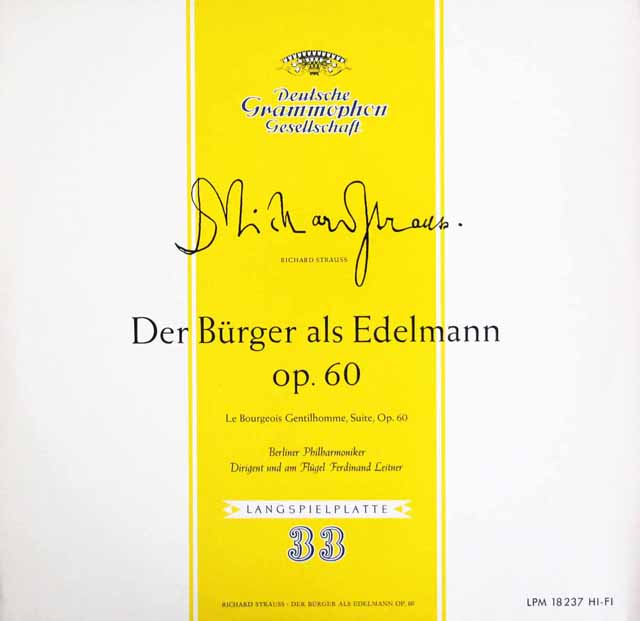 Deutsche
Grammophon
Gesellschaft
Richard Strauss.
RICHARD STRAUSS
Der Bürger als Edelmann
op. 60
Le Bourgeois Gentilhomme, Suite, Op. 60
Berliner Philharmoniker
Dirigent und am Flügel Ferdinand Leitner
LANGSPIELPLATTE
33
RICHARD STRAUSS · DER BÜRGER ALS EDELMANN OP. 60
LPM 18 237 HI-FI